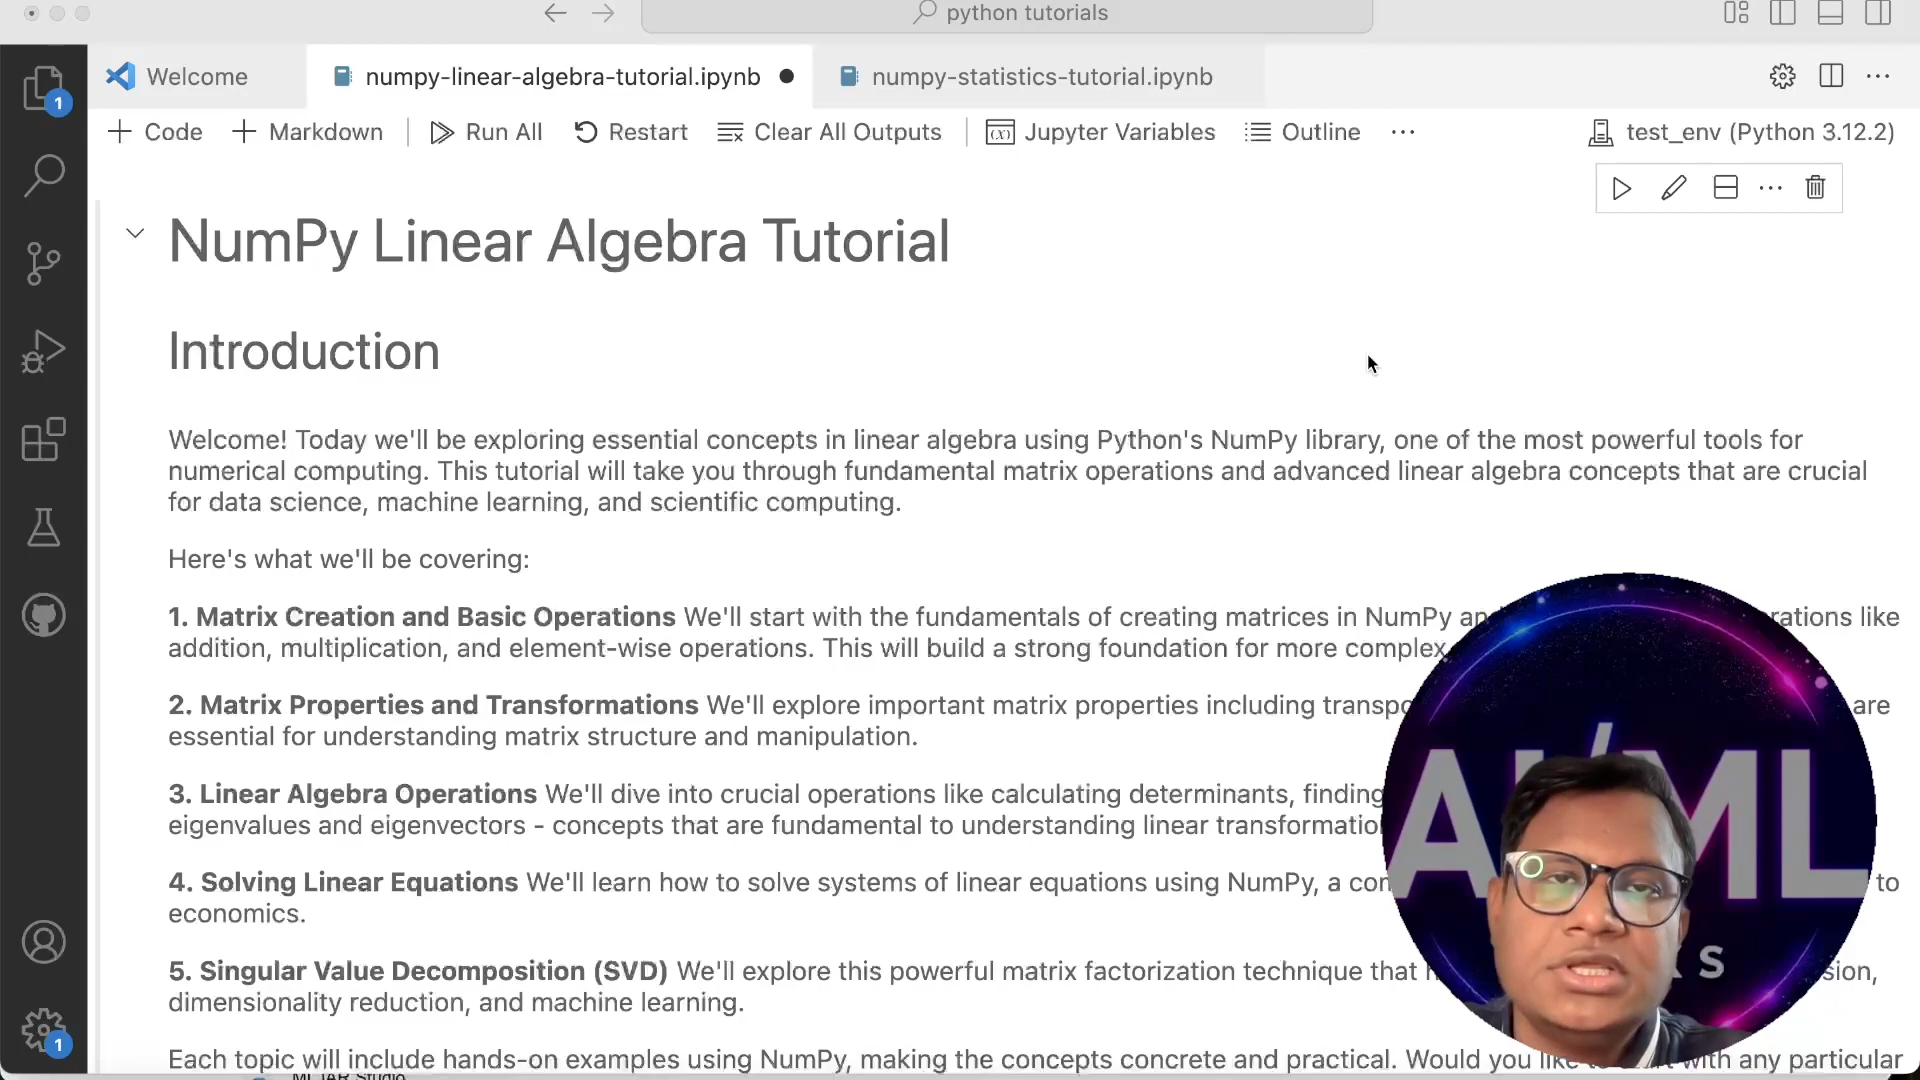 python tutorials
1
Welcome
numpy-linear-algebra-tutorial.ipynb
numpy-statistics-tutorial.ipynb
Code
Markdown
Run All
Restart
Clear All Outputs
Jupyter Variables
Outline
test_env (Python 3.12.2)
NumPy Linear Algebra Tutorial
Introduction
Welcome! Today we'll be exploring essential concepts in linear algebra using Python's NumPy library, one of the most powerful tools for
numerical computing. This tutorial will take you through fundamental matrix operations and advanced linear algebra concepts that are crucial
for data science, machine learning, and scientific computing.
Here's what we'll be covering:
1. Matrix Creation and Basic Operations We'll start with the fundamentals of creating matrices in NumPy like
addition, multiplication, and element-wise operations. This will build a strong foundation for more complex
2. Matrix Properties and Transformations We'll explore important matrix properties including are
essential for understanding matrix structure and manipulation.
3. Linear Algebra Operations We'll dive into crucial operations like calculating determinants, finding
eigenvalues and eigenvectors - concepts that are fundamental to understanding linear
4. Solving Linear Equations We'll learn how to solve systems of linear equations using NumPy, a to
economics.
5. Singular Value Decomposition (SVD) We'll explore this powerful matrix factorization technique that
dimensionality reduction, and machine learning.
Each topic will include hands-on examples using NumPy, making the concepts concrete and practical. Would you with any particular
1
MLJAR Studio